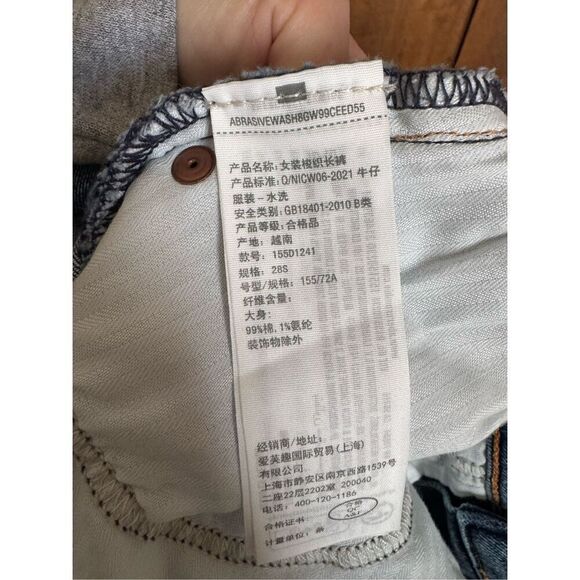 ABRASIVEWASH8GW99CEED55
产品名称: 女装梭织长裤
产品标准: Q/NICW06-2021 牛仔
服装-水洗
安全类别: GB18401-2010 B类
产品等级: 合格品
产地: 越南
款号: 155D1241
规格: 28S
号型/规格: 155/72A
纤维含量:
大身:
99%棉, 1%氨纶
装饰物除外
经销商/地址:
爱芙趣国际贸易(上海)
有限公司
上海市静安区南京西路1539号
二座22层2202室 200040
电话: 400-120-1186
合格证书: 合格 QC A&F
计量单位: 条